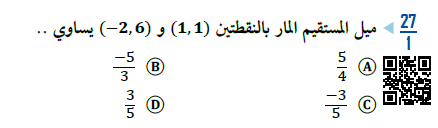 27/1 ◄ ميل المستقيم المار بالنقطتين (1, 1) و (−2, 6) يساوي ..
Ⓐ 5/4 Ⓑ −5/3
Ⓒ −3/5 Ⓓ 3/5